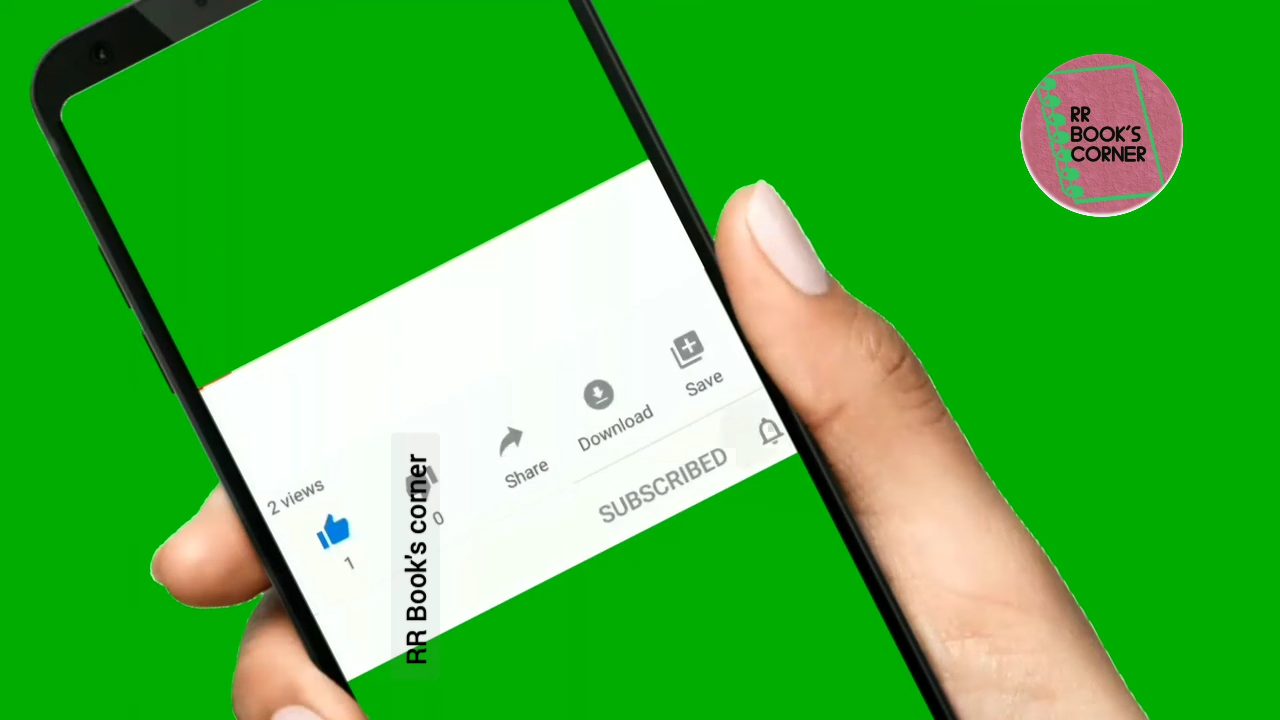 RR
BOOK'S
CORNER
2 views
1
0
Share
Download
Save
SUBSCRIBED
RR Book's corner